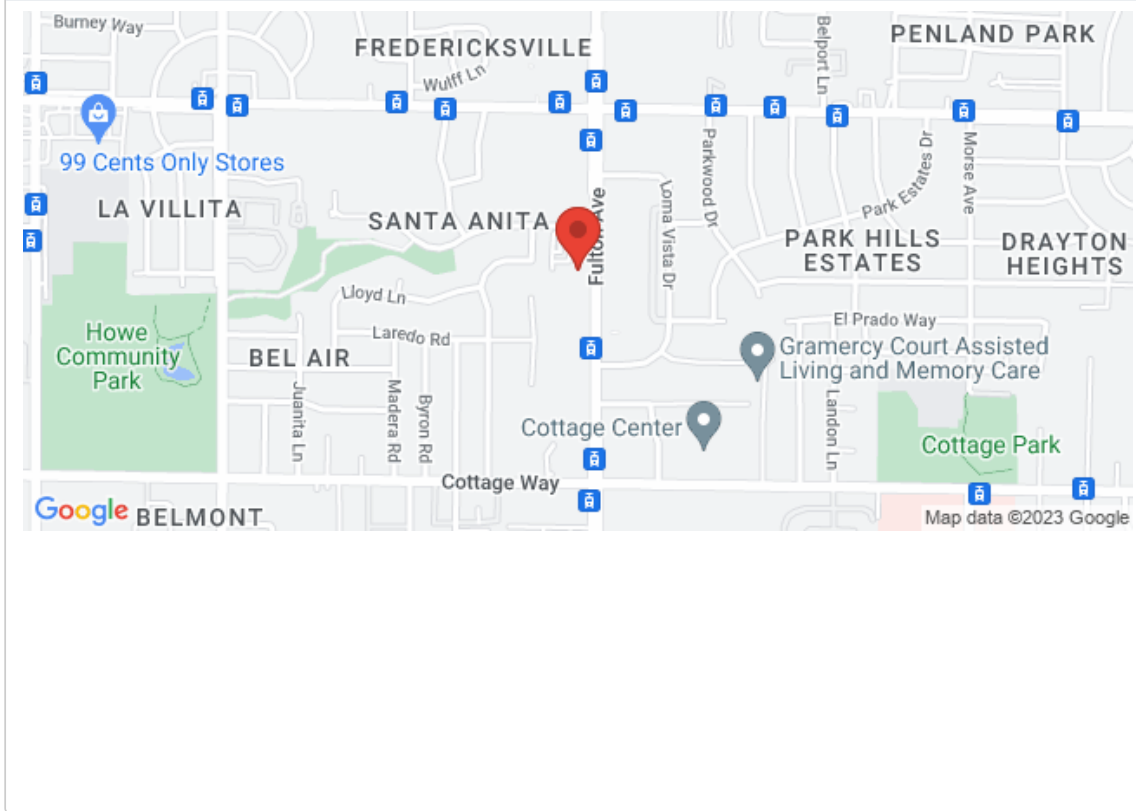 Burney Way
FREDERICKSVILLE
Wulff Ln
Belport Ln
PENLAND PARK
99 Cents Only Stores
LA VILLITA
SANTA ANITA
Fulton Ave
Loma Vista Dr
Parkwood Dr
Park Estates Dr
Morse Ave
PARK HILLS
ESTATES
DRAYTON
HEIGHTS
Lloyd Ln
Laredo Rd
El Prado Way
Howe
Community
Park
BEL AIR
Juanita Ln
Madera Rd
Byron Rd
Gramercy Court Assisted
Living and Memory Care
Landon Ln
Cottage Center
Cottage Park
Cottage Way
Google
BELMONT
Map data ©2023 Google